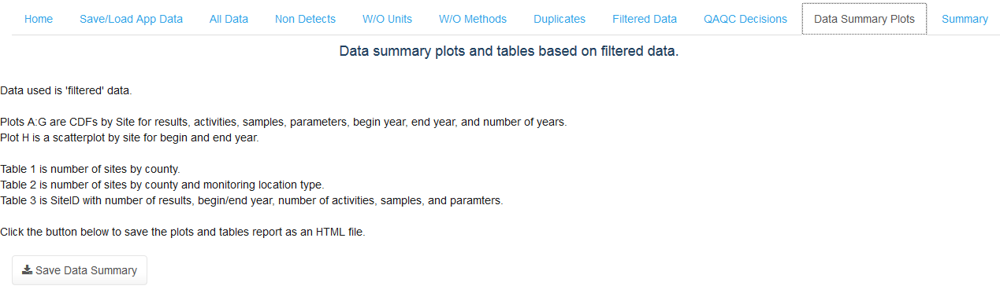 Home Save/Load App Data All Data Non Detects W/O Units W/O Methods Duplicates Filtered Data QAQC Decisions Data Summary Plots Summary
Data summary plots and tables based on filtered data.
Data used is 'filtered' data.
Plots A:G are CDFs by Site for results, activities, samples, parameters, begin year, end year, and number of years.
Plot H is a scatterplot by site for begin and end year.
Table 1 is number of sites by county.
Table 2 is number of sites by county and monitoring location type.
Table 3 is SiteID with number of results, begin/end year, number of activities, samples, and paramters.
Click the button below to save the plots and tables report as an HTML file.
Save Data Summary